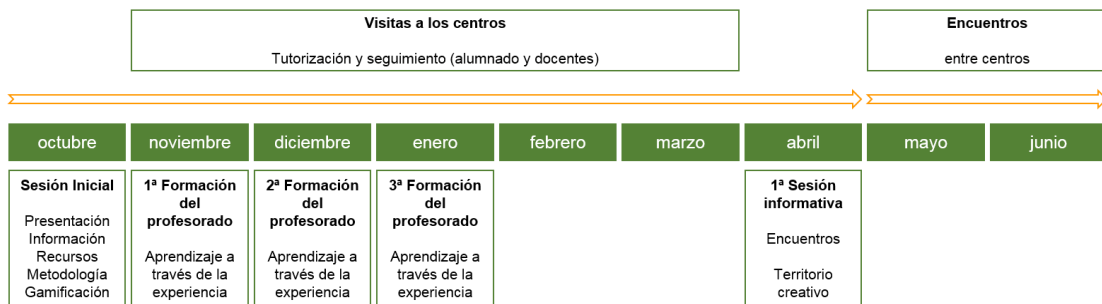 Visitas a los centros
Tutorización y seguimiento (alumnado y docentes)
Encuentros
entre centros
octubre
noviembre
diciembre
enero
febrero
marzo
abril
mayo
junio
Sesión Inicial
Presentación
Información
Recursos
Metodología
Gamificación
1ª Formación
del
profesorado
Aprendizaje a
través de la
experiencia
2ª Formación
del
profesorado
Aprendizaje a
través de la
experiencia
3ª Formación
del
profesorado
Aprendizaje a
través de la
experiencia
1ª Sesión
informativa
Encuentros
Territorio
creativo